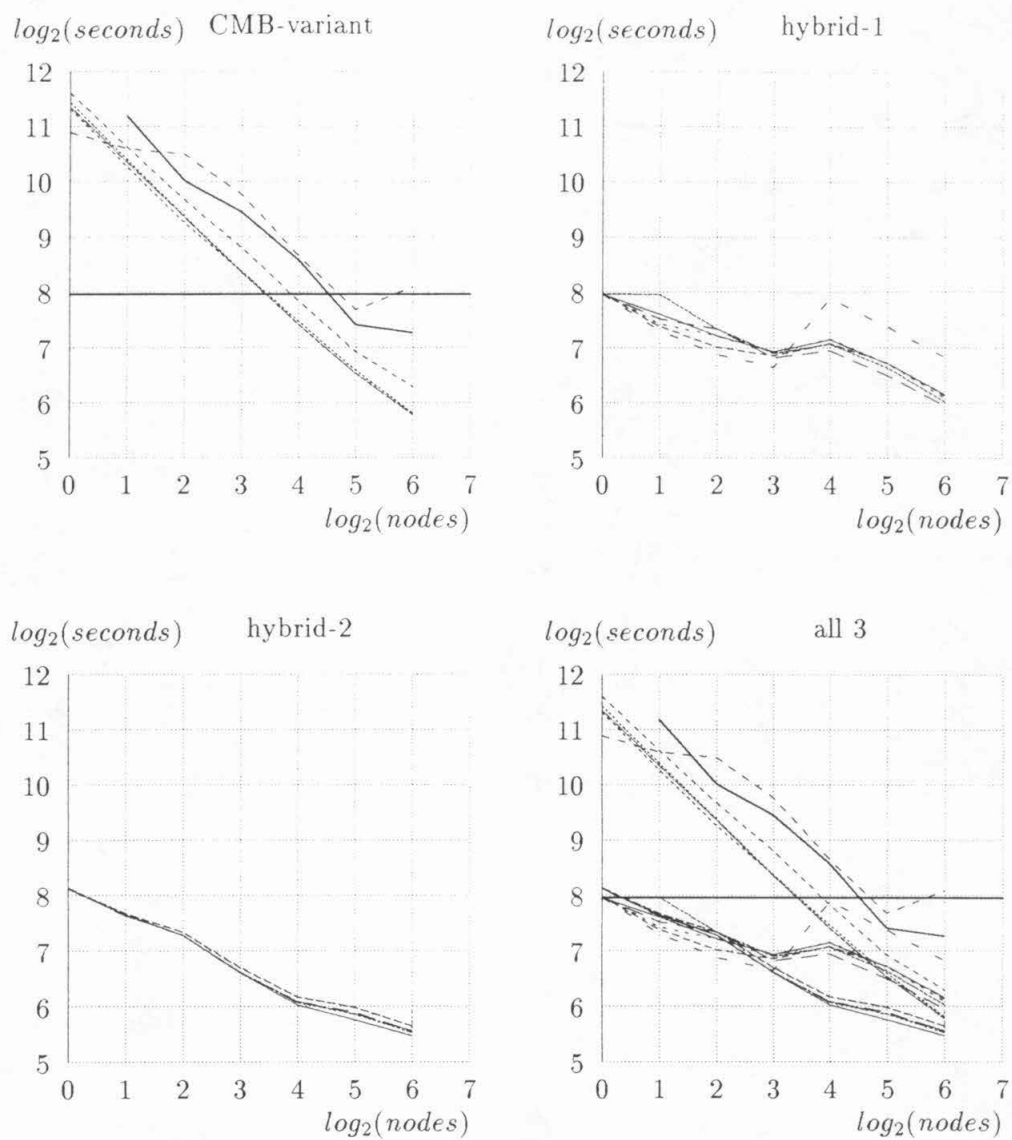 log₂(seconds) CMB-variant
12
11
10
9
8
7
6
5
0 1 2 3 4 5 6 7
log₂(nodes)
log₂(seconds) hybrid-1
12
11
10
9
8
7
6
5
0 1 2 3 4 5 6 7
log₂(nodes)
log₂(seconds) hybrid-2
12
11
10
9
8
7
6
5
0 1 2 3 4 5 6 7
log₂(nodes)
log₂(seconds) all 3
12
11
10
9
8
7
6
5
0 1 2 3 4 5 6 7
log₂(nodes)